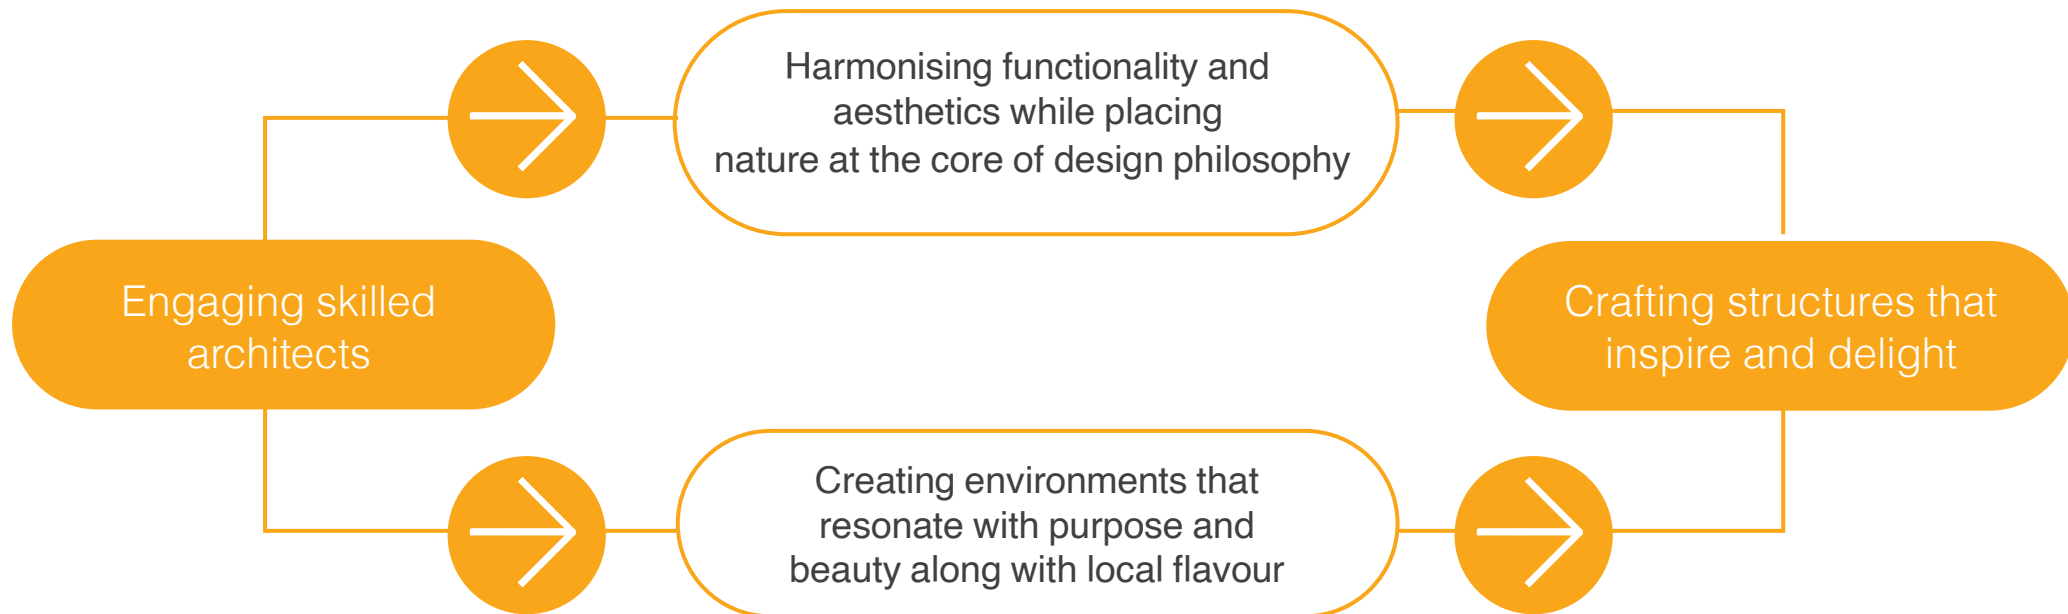 Harmonising functionality and
aesthetics while placing
nature at the core of design philosophy
Engaging skilled
architects
Crafting structures that
inspire and delight
Creating environments that
resonate with purpose and
beauty along with local flavour